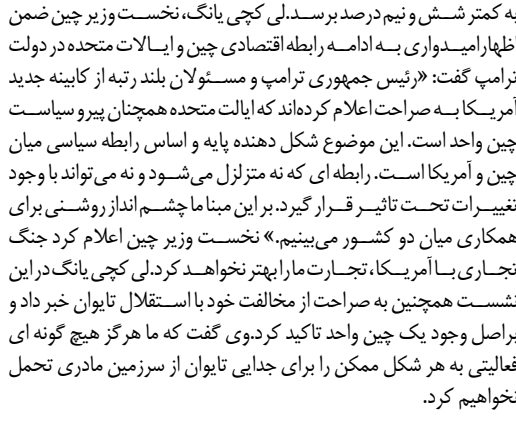 به کمتر شش و نیم درصد برسد.لی کچی یانگ، نخست وزیر چین ضمن
اظهارامیدواری به ادامه رابطه اقتصادی چین و ایالات متحده در دولت
ترامپ گفت: «رئیس جمهوری ترامپ و مسئولان بلند رتبه از کابینه جدید
آمریکا به صراحت اعلام کرده‌اند که ایالت متحده همچنان پیرو سیاست
چین واحد است. این موضوع شکل دهنده پایه و اساس رابطه سیاسی میان
چین و آمریکا است. رابطه ای که نه متزلزل می‌شود و نه می‌تواند با وجود
تغییرات تحت تاثیر قرار گیرد. بر این مبنا ما چشم انداز روشنی برای
همکاری میان دو کشور می‌بینیم.» نخست وزیر چین اعلام کرد جنگ
تجاری با آمریکا، تجارت ما را بهتر نخواهد کرد.لی کچی یانگ در این
نشست همچنین به صراحت از مخالفت خود با استقلال تایوان خبر داد و
براصل وجود یک چین واحد تاکید کرد.وی گفت که ما هرگز هیچ گونه ای
فعالیتی به هر شکل ممکن را برای جدایی تایوان از سرزمین مادری تحمل
نخواهیم کرد.